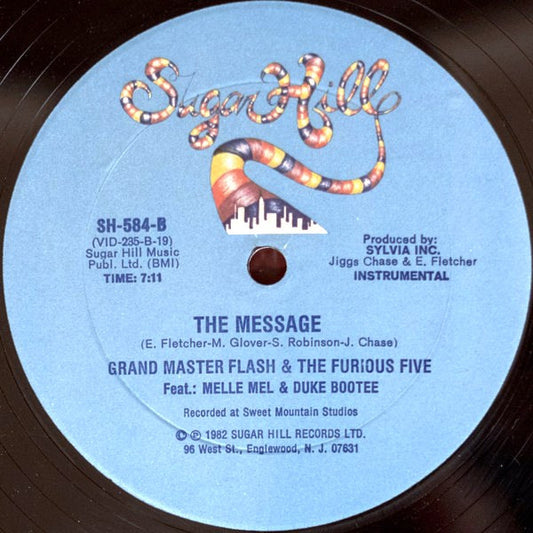 Sugar Hill
SH-584-B
(VID-235-B-19)
Sugar Hill Music
Publ. Ltd. (BMI)
TIME: 7:11
Produced by:
SYLVIA INC.
Jiggs Chase & E. Fletcher
INSTRUMENTAL
THE MESSAGE
(E. Fletcher-M. Glover-S. Robinson-J. Chase)
GRAND MASTER FLASH & THE FURIOUS FIVE
Feat.: MELLE MEL & DUKE BOOTEE
Recorded at Sweet Mountain Studios
© ℗ 1982 SUGAR HILL RECORDS LTD.
96 West St., Englewood, N. J. 07631